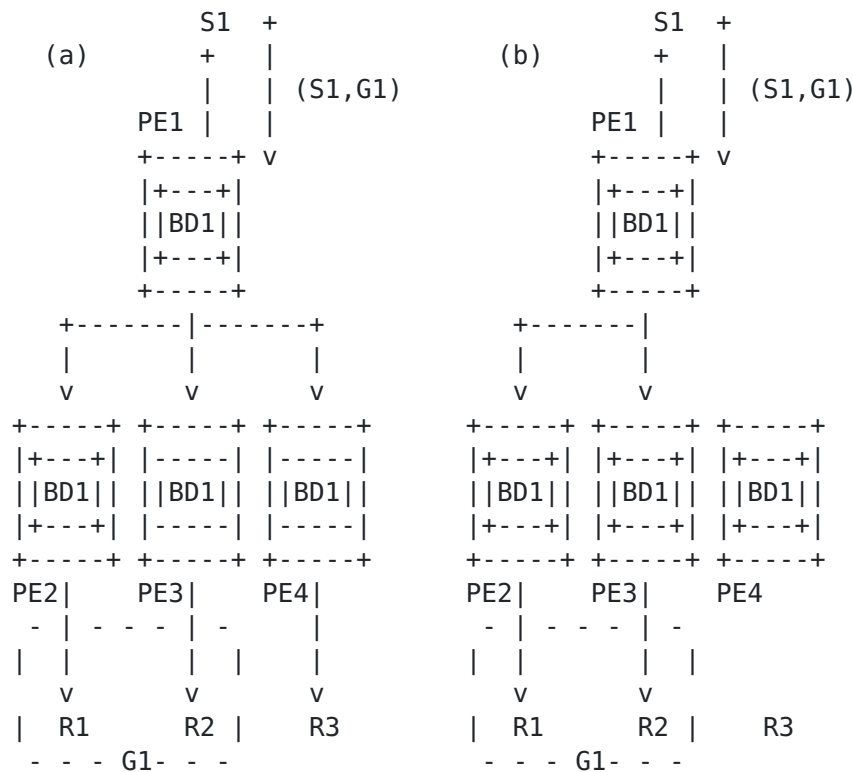 S1 + S1 +
(a) + | (b) + |
| | (S1,G1) | | (S1,G1)
PE1 | | PE1 | |
+-----+ v +-----+ v
|+---+| |+---+|
||BD1|| ||BD1||
|+---+| |+---+|
+-----+ +-----+
+-------|-------+ +-------|
| | | | |
v v v v v
+-----+ +-----+ +-----+ +-----+ +-----+ +-----+
|+---+| |-----| |-----| |+---+| |+---+| |+---+|
||BD1|| ||BD1|| ||BD1|| ||BD1|| ||BD1|| ||BD1||
|+---+| |-----| |-----| |+---+| |+---+| |+---+|
+-----+ +-----+ +-----+ +-----+ +-----+ +-----+
PE2| PE3| PE4| PE2| PE3| PE4
- | - - - | - | - | - - - | -
| | | | | | | | |
v v v v v
| R1 R2 | R3 | R1 R2 | R3
- - - G1- - - - - - G1- - -